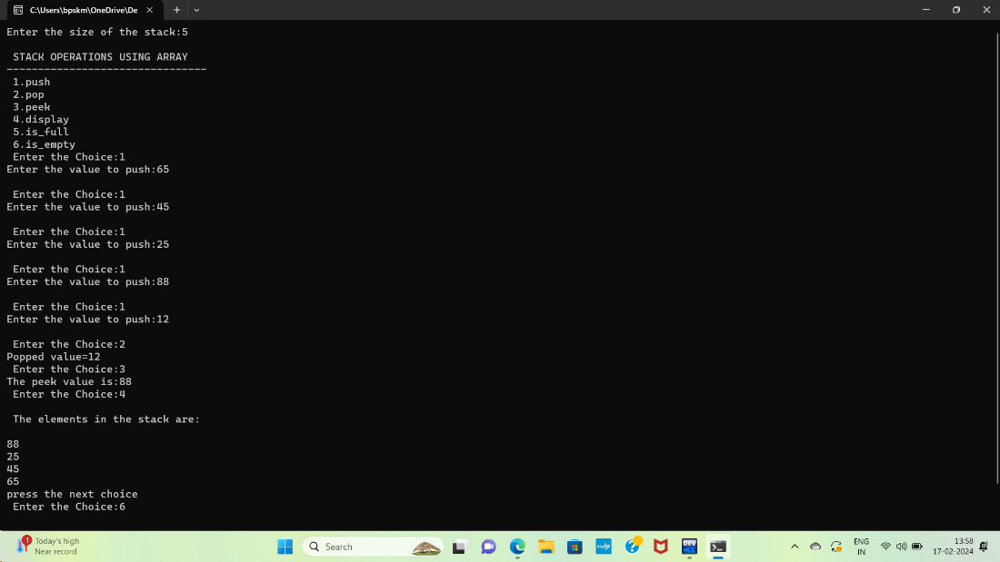 C:\Users\bpskm\OneDrive\De
Enter the size of the stack:5
STACK OPERATIONS USING ARRAY
--------------------------------
1.push
2.pop
3.peek
4.display
5.is_full
6.is_empty
Enter the Choice:1
Enter the value to push:65
Enter the Choice:1
Enter the value to push:45
Enter the Choice:1
Enter the value to push:25
Enter the Choice:1
Enter the value to push:88
Enter the Choice:1
Enter the value to push:12
Enter the Choice:2
Popped value=12
Enter the Choice:3
The peek value is:88
Enter the Choice:4
The elements in the stack are:
88
25
45
65
press the next choice
Enter the Choice:6
1
Today's high
Near record
Search
DEV
ENG
IN
13:58
17-02-2024